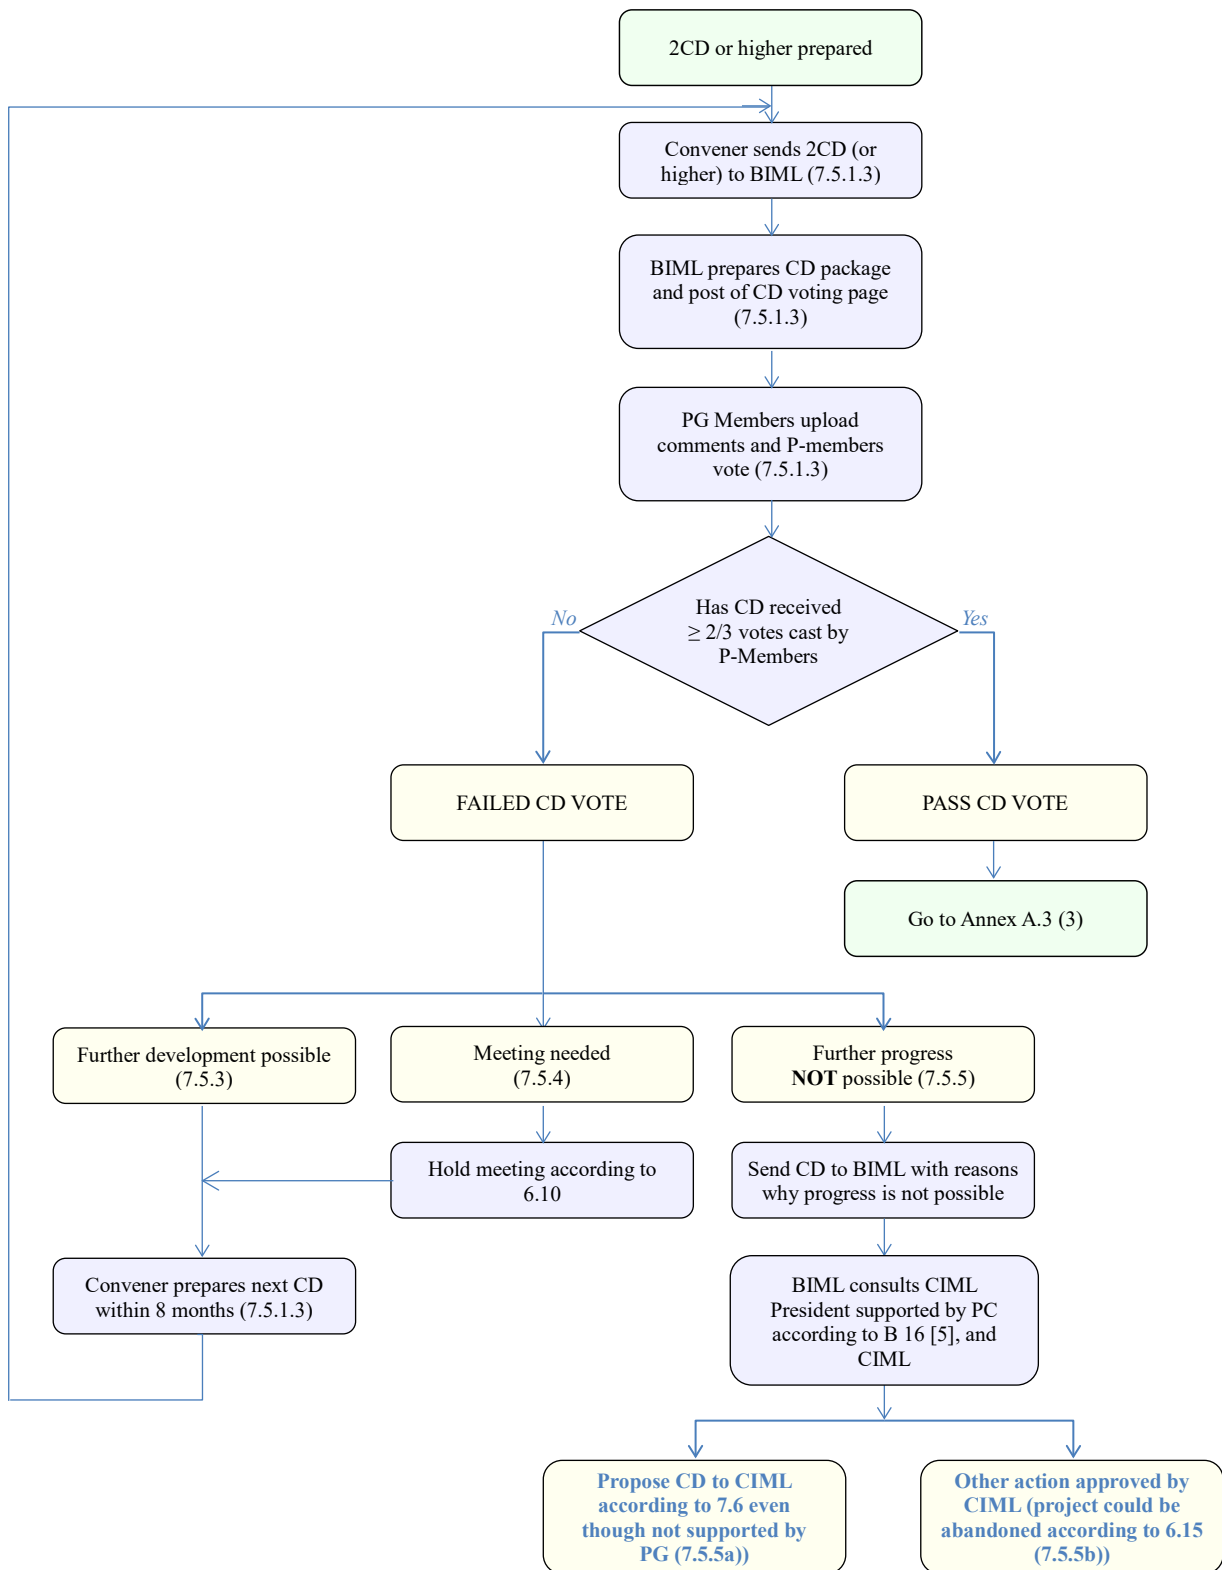 2CD or higher prepared
Convener sends 2CD (or
higher) to BIML (7.5.1.3)
BIML prepares CD package
and post of CD voting page
(7.5.1.3)
PG Members upload
comments and P-members
vote (7.5.1.3)
Has CD received
≥ 2/3 votes cast by
P-Members
No
Yes
FAILED CD VOTE
PASS CD VOTE
Go to Annex A.3 (3)
Further development possible
(7.5.3)
Meeting needed
(7.5.4)
Further progress
NOT possible (7.5.5)
Hold meeting according to
6.10
Send CD to BIML with reasons
why progress is not possible
Convener prepares next CD
within 8 months (7.5.1.3)
BIML consults CIML
President supported by PC
according to B 16 [5], and
CIML
Propose CD to CIML
according to 7.6 even
though not supported by
PG (7.5.5a))
Other action approved by
CIML (project could be
abandoned according to 6.15
(7.5.5b))